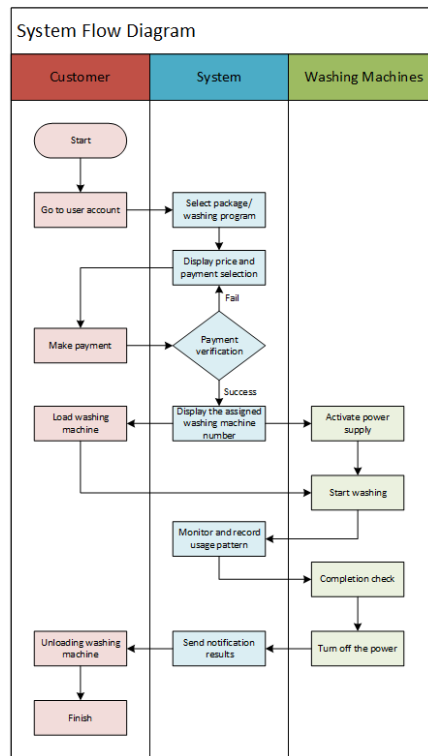 System Flow Diagram
Customer
System
Washing Machines
Start
Go to user account
Select package/
washing program
Display price and
payment selection
Fail
Make payment
Payment
verification
Success
Load washing
machine
Display the assigned
washing machine
number
Activate power
supply
Start washing
Monitor and record
usage pattern
Completion check
Unloading washing
machine
Send notification
results
Turn off the power
Finish